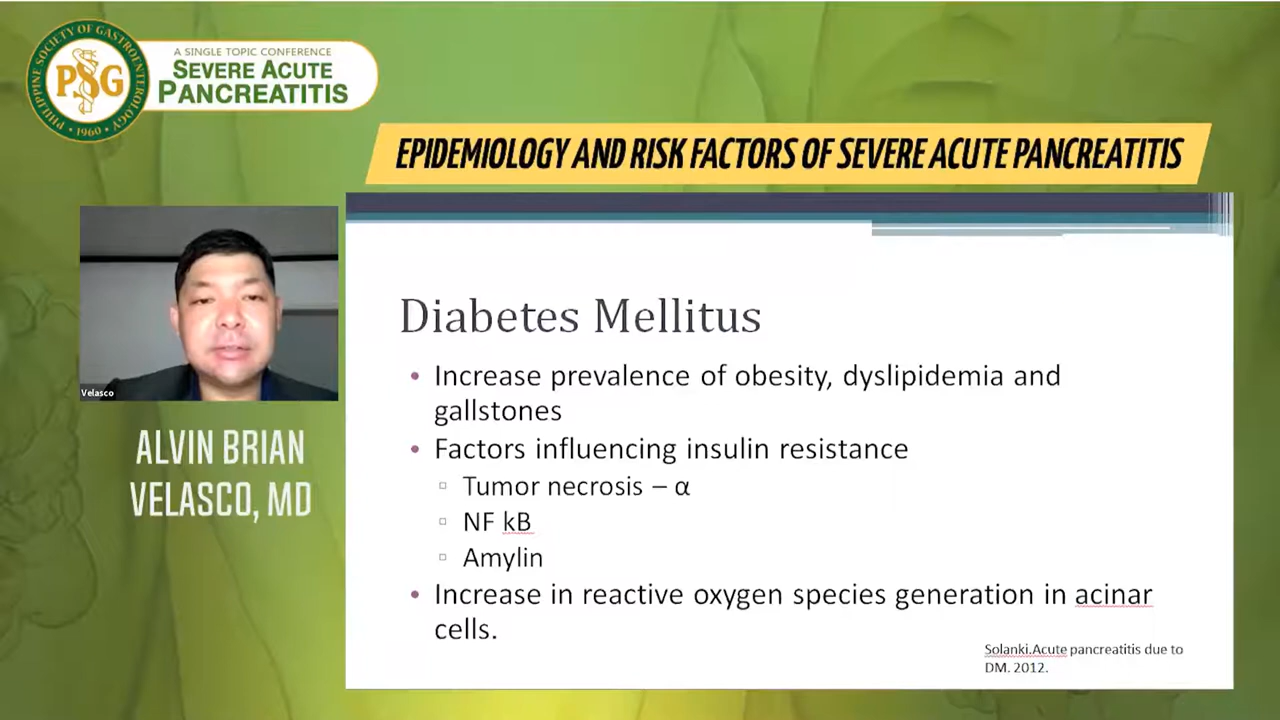 PHILIPPINE SOCIETY OF GASTROENTEROLOGY
PSG
• 1960 •
A SINGLE TOPIC CONFERENCE
SEVERE ACUTE
PANCREATITIS
EPIDEMIOLOGY AND RISK FACTORS OF SEVERE ACUTE PANCREATITIS
Velasco
ALVIN BRIAN
VELASCO, MD
Diabetes Mellitus
• Increase prevalence of obesity, dyslipidemia and
gallstones
• Factors influencing insulin resistance
▫ Tumor necrosis – α
▫ NF kB
▫ Amylin
• Increase in reactive oxygen species generation in acinar
cells.
Solanki.Acute pancreatitis due to
DM. 2012.